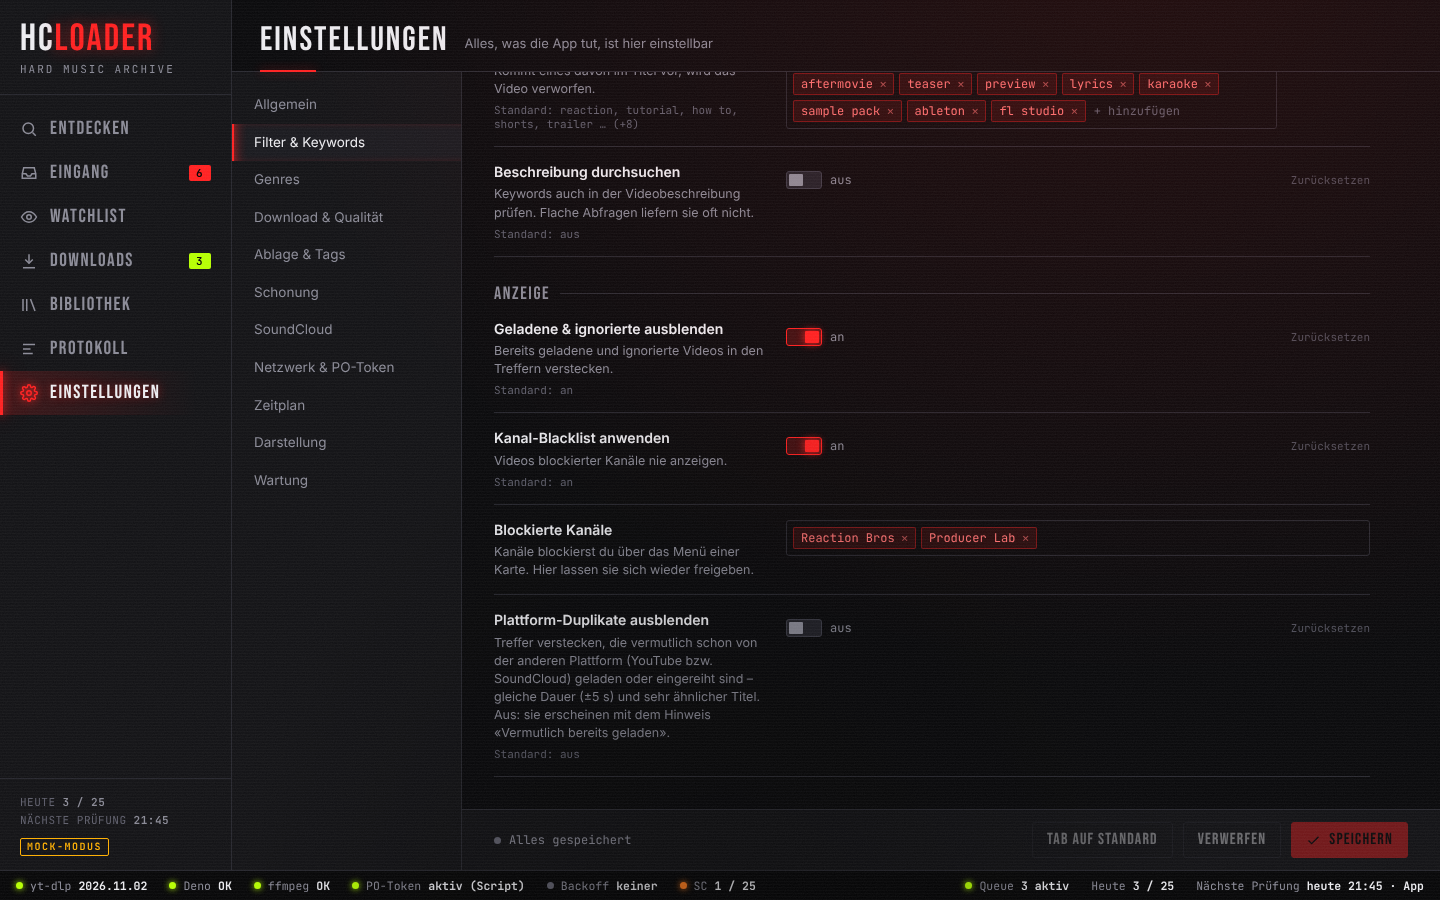 HCLOADER
HARD MUSIC ARCHIVE
ENTDECKEN
EINGANG 6
WATCHLIST
DOWNLOADS 3
BIBLIOTHEK
PROTOKOLL
EINSTELLUNGEN
HEUTE 3 / 25
NÄCHSTE PRÜFUNG 21:45
MOCK-MODUS
EINSTELLUNGEN Alles, was die App tut, ist hier einstellbar
Allgemein
Filter & Keywords
Genres
Download & Qualität
Ablage & Tags
Schonung
SoundCloud
Netzwerk & PO-Token
Zeitplan
Darstellung
Wartung
Kommt eines davon im Titel vor, wird das
Video verworfen.
Standard: reaction, tutorial, how to,
shorts, trailer … (+8)
aftermovie × teaser × preview × lyrics × karaoke ×
sample pack × ableton × fl studio × + hinzufügen
Beschreibung durchsuchen
Keywords auch in der Videobeschreibung
prüfen. Flache Abfragen liefern sie oft nicht.
Standard: aus
aus
Zurücksetzen
ANZEIGE
Geladene & ignorierte ausblenden
Bereits geladene und ignorierte Videos in den
Treffern verstecken.
Standard: an
an
Zurücksetzen
Kanal-Blacklist anwenden
Videos blockierter Kanäle nie anzeigen.
Standard: an
an
Zurücksetzen
Blockierte Kanäle
Kanäle blockierst du über das Menü einer
Karte. Hier lassen sie sich wieder freigeben.
Reaction Bros × Producer Lab ×
Plattform-Duplikate ausblenden
Treffer verstecken, die vermutlich schon von
der anderen Plattform (YouTube bzw.
SoundCloud) geladen oder eingereiht sind –
gleiche Dauer (±5 s) und sehr ähnlicher Titel.
Aus: sie erscheinen mit dem Hinweis
«Vermutlich bereits geladen».
Standard: aus
aus
Zurücksetzen
Alles gespeichert
TAB AUF STANDARD
VERWERFEN
SPEICHERN
yt-dlp 2026.11.02 Deno OK ffmpeg OK PO-Token aktiv (Script) Backoff keiner SC 1 / 25 Queue 3 aktiv Heute 3 / 25 Nächste Prüfung heute 21:45 · App